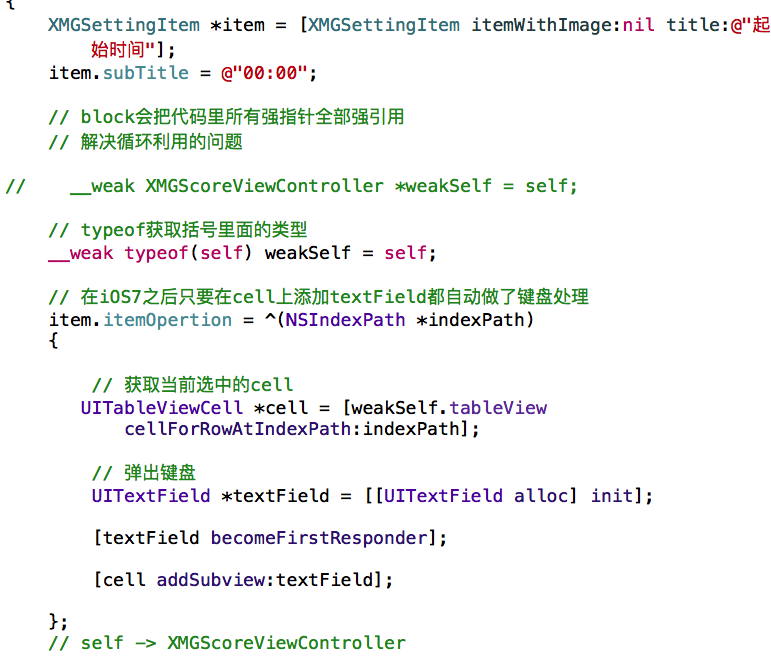 {
XMGSettingItem *item = [XMGSettingItem itemWithImage:nil title:@"起
始时间"];
item.subTitle = @"00:00";
// block会把代码里所有强指针全部强引用
// 解决循环利用的问题
//    __weak XMGScoreViewController *weakSelf = self;
// typeof获取括号里面的类型
__weak typeof(self) weakSelf = self;
// 在iOS7之后只要在cell上添加textField都自动做了键盘处理
item.itemOpertion = ^(NSIndexPath *indexPath)
{
// 获取当前选中的cell
UITableViewCell *cell = [weakSelf.tableView
cellForRowAtIndexPath:indexPath];
// 弹出键盘
UITextField *textField = [[UITextField alloc] init];
[textField becomeFirstResponder];
[cell addSubview:textField];
};
// self -> XMGScoreViewController